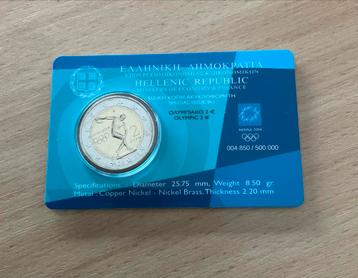 ΕΛΛΗΝΙΚΗ ΔΗΜΟΚΡΑΤΙΑ
HELLENIC REPUBLIC
MINISTRY OF ECONOMY & FINANCE
ΟΛΥΜΠΙΑΚΟ 2 €
OLYMPIC 2 €
ATHENS 2004
004 850 / 500 000
Specifications: Diameter 25.75 mm, Weight 8.50 gr.
Metal: Copper Nickel - Nickel Brass, Thickness 2.20 mm